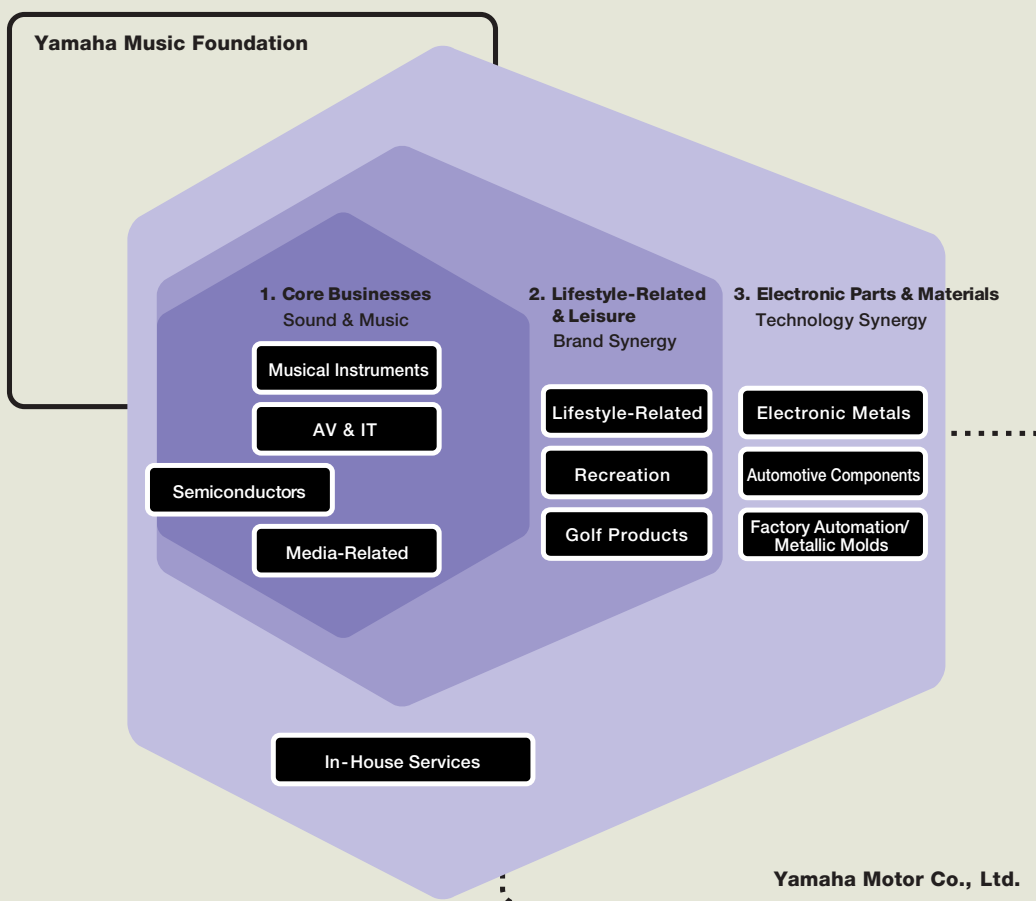 Yamaha Music Foundation
1. Core Businesses
Sound & Music
Musical Instruments
AV & IT
Semiconductors
Media-Related
2. Lifestyle-Related
& Leisure
Brand Synergy
Lifestyle-Related
Recreation
Golf Products
3. Electronic Parts & Materials
Technology Synergy
Electronic Metals
Automotive Components
Factory Automation/
Metallic Molds
In-House Services
Yamaha Motor Co., Ltd.